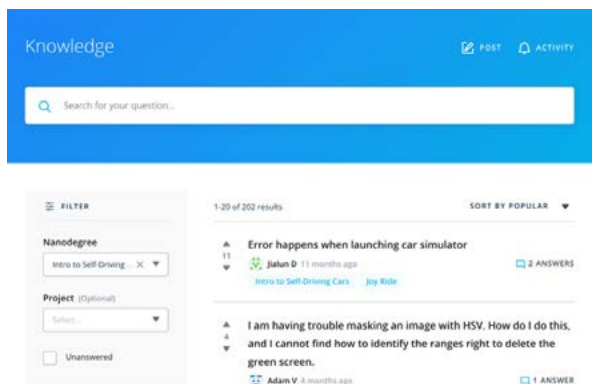 Knowledge
POST
ACTIVITY
Search for your question...
FILTER
1-20 of 202 results
SORT BY POPULAR
Nanodegree
Intro to Self-Driving ...
Project (Optional)
Select...
Unanswered
11
Error happens when launching car simulator
Jialun D 11 months ago
2 ANSWERS
Intro to Self-Driving Cars
Joy Ride
4
I am having trouble masking an image with HSV. How do I do this,
and I cannot find how to identify the ranges right to delete the
green screen.
Adam V 4 months ago
1 ANSWER